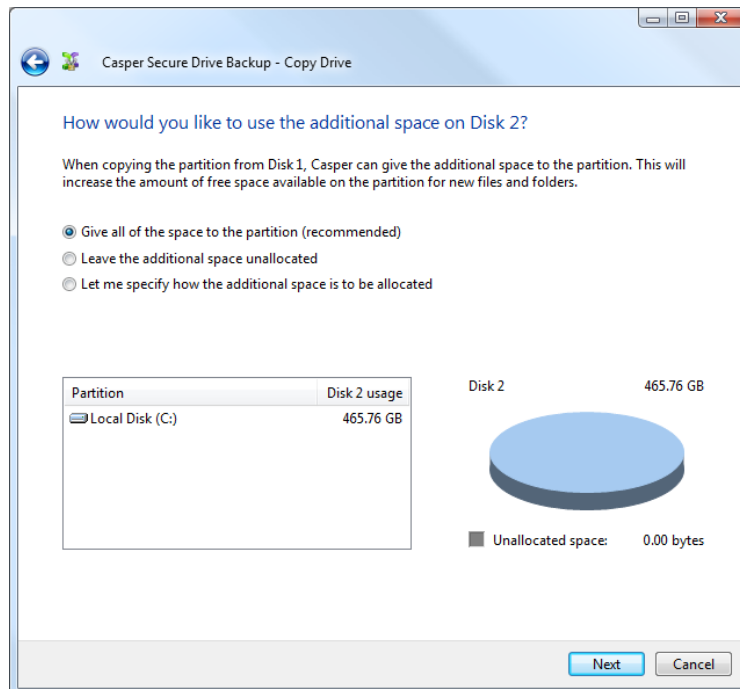 Casper Secure Drive Backup - Copy Drive
How would you like to use the additional space on Disk 2?
When copying the partition from Disk 1, Casper can give the additional space to the partition. This will
increase the amount of free space available on the partition for new files and folders.
Give all of the space to the partition (recommended)
Leave the additional space unallocated
Let me specify how the additional space is to be allocated
Partition Disk 2 usage
Local Disk (C:) 465.76 GB
Disk 2 465.76 GB
Unallocated space: 0.00 bytes
Next Cancel